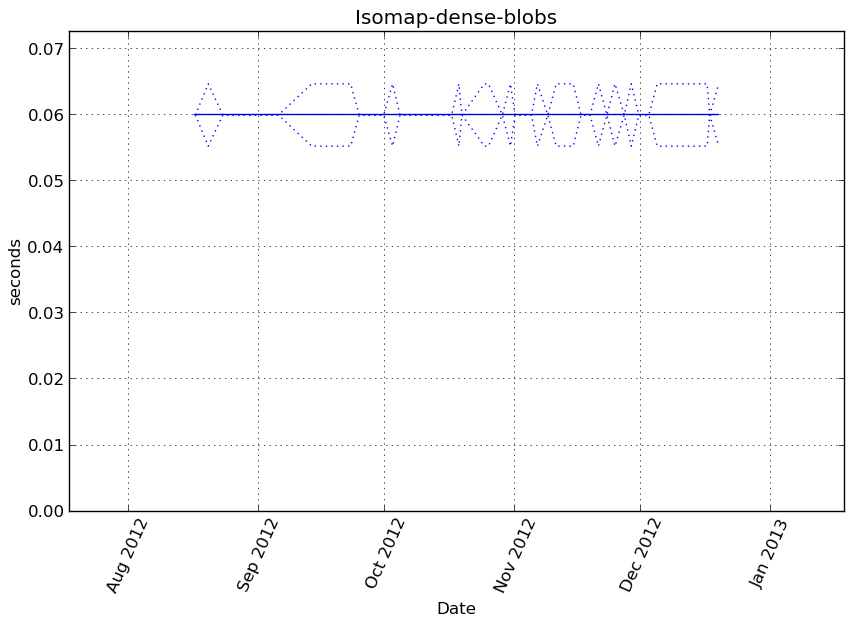 Isomap-dense-blobs
0.07
0.06
0.05
0.04
0.03
0.02
0.01
0.00
seconds
Aug 2012
Sep 2012
Oct 2012
Nov 2012
Dec 2012
Jan 2013
Date